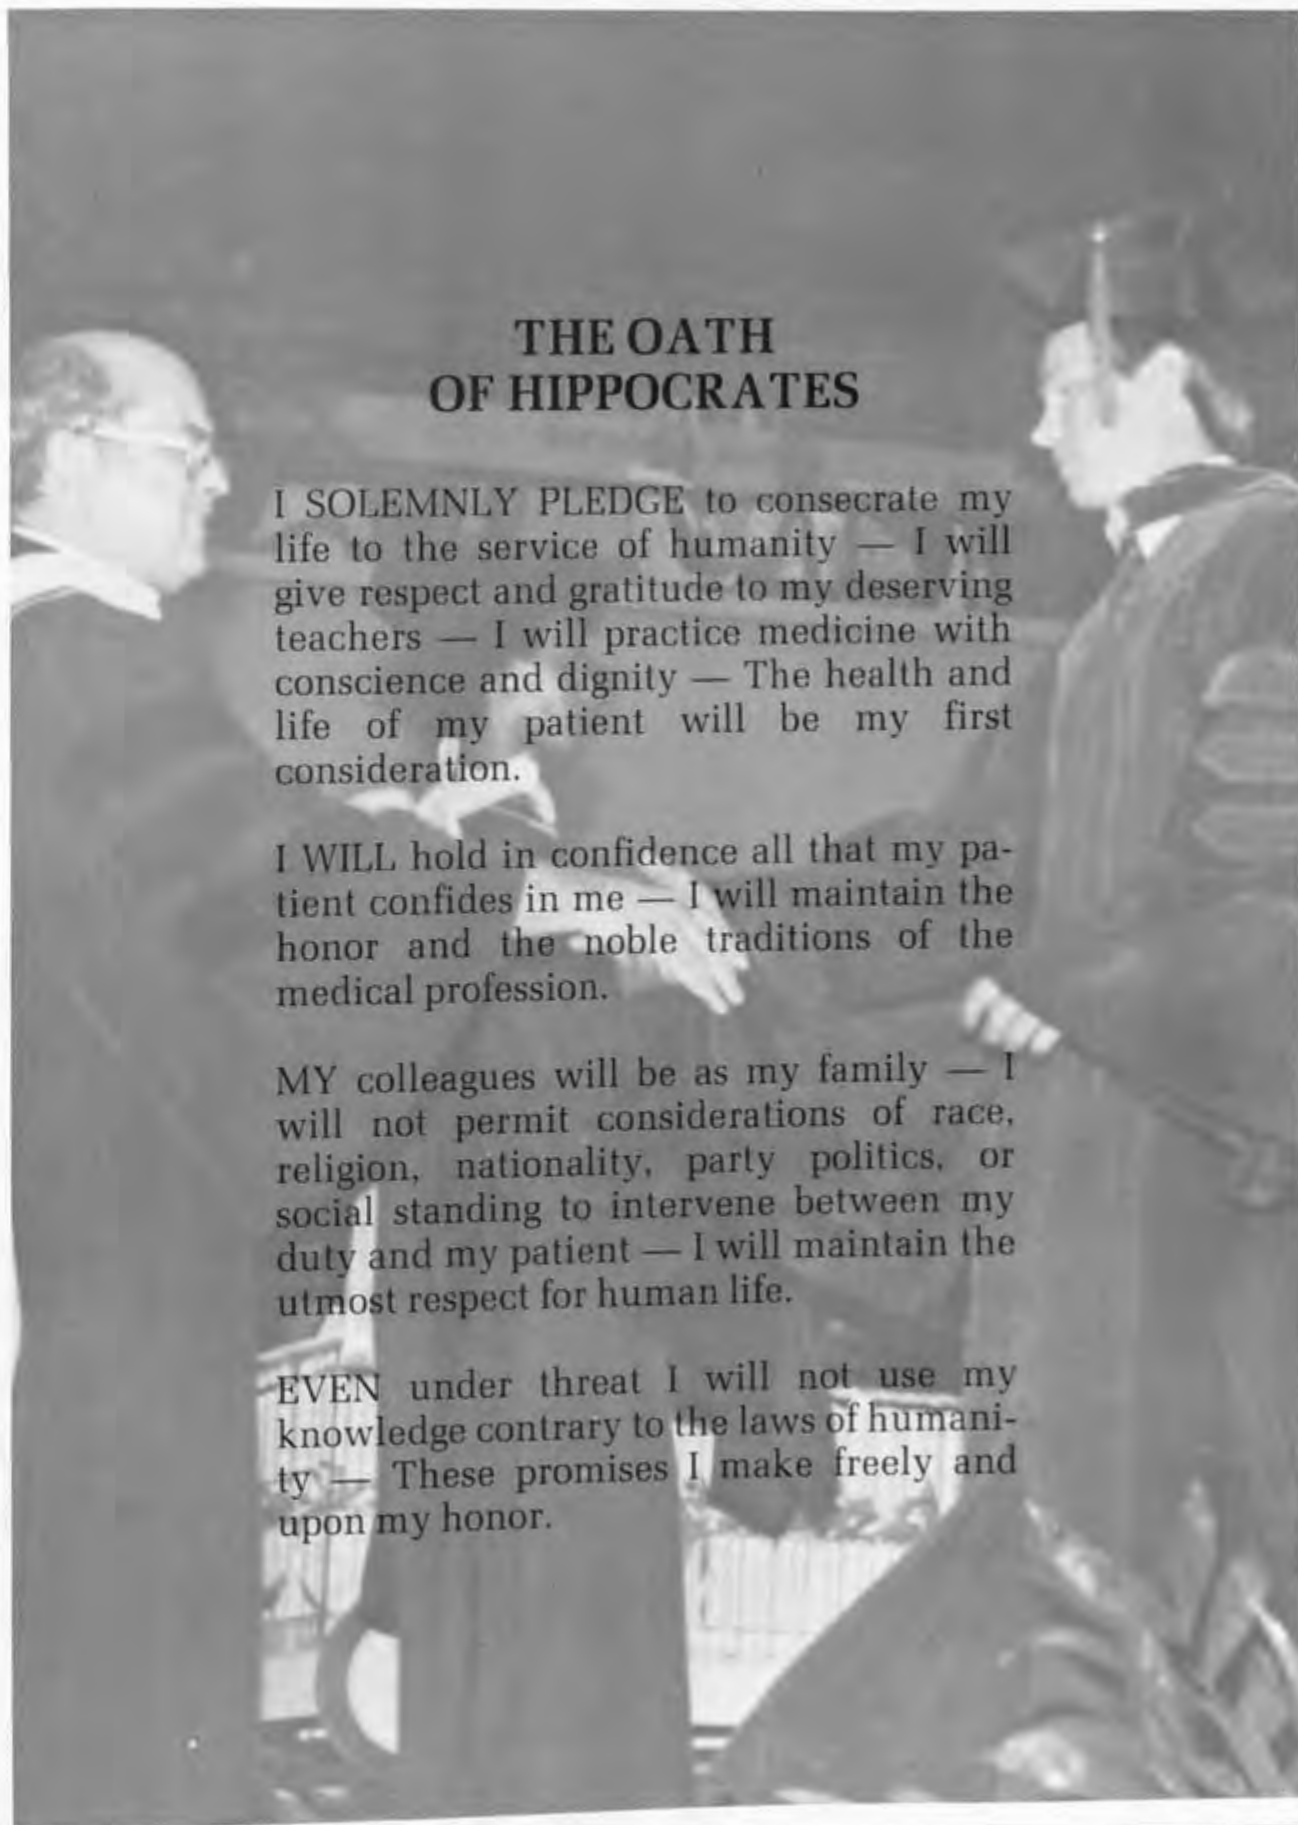 THE OATH
OF HIPPOCRATES
I SOLEMNLY PLEDGE to consecrate my
life to the service of humanity — I will
give respect and gratitude to my deserving
teachers — I will practice medicine with
conscience and dignity — The health and
life of my patient will be my first
consideration.
I WILL hold in confidence all that my pa-
tient confides in me — I will maintain the
honor and the noble traditions of the
medical profession.
MY colleagues will be as my family — I
will not permit considerations of race,
religion, nationality, party politics, or
social standing to intervene between my
duty and my patient — I will maintain the
utmost respect for human life.
EVEN under threat I will not use my
knowledge contrary to the laws of humani-
ty — These promises I make freely and
upon my honor.